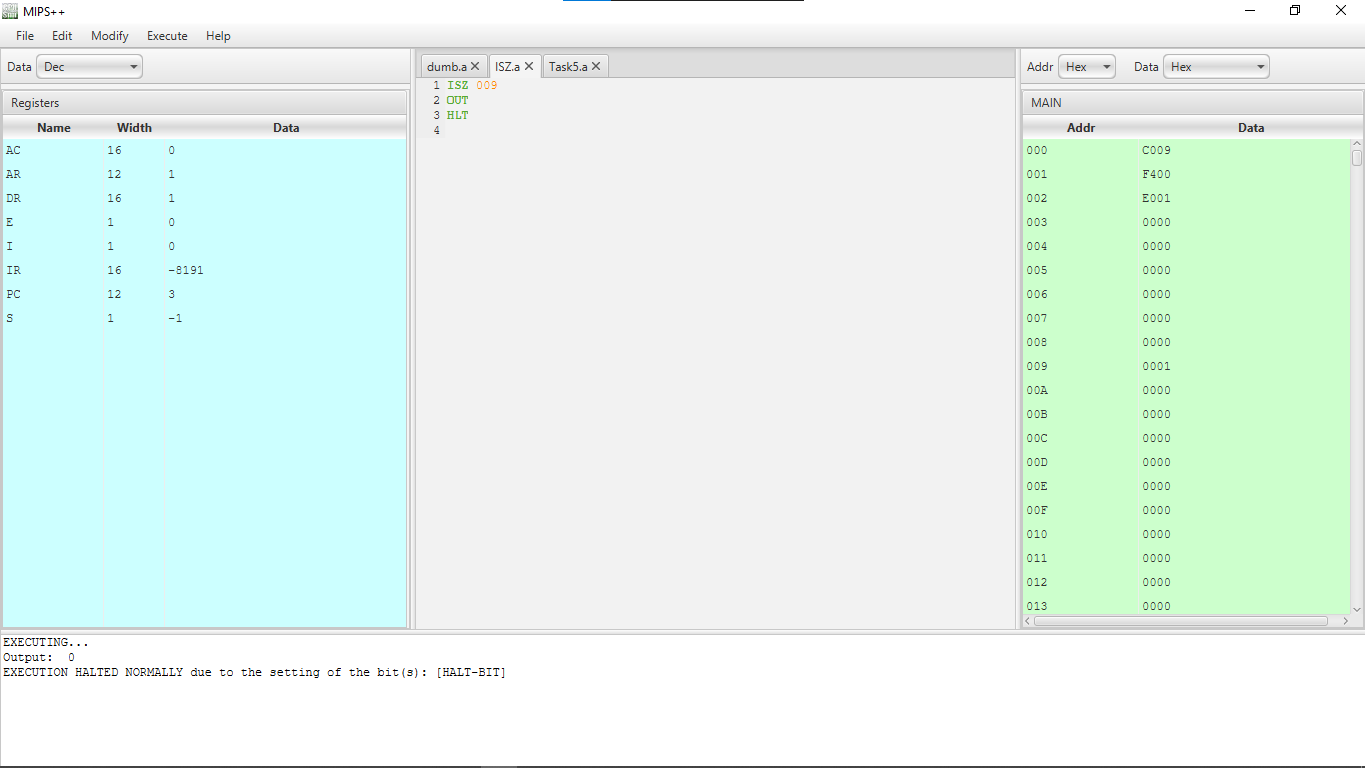 MIPS++
File Edit Modify Execute Help
Data Dec
Registers
Name Width Data
AC 16 0
AR 12 1
DR 16 1
E 1 0
I 1 0
IR 16 -8191
PC 12 3
S 1 -1
dumb.a ISZ.a Task5.a
1 ISZ 009
2 OUT
3 HLT
4
Addr Hex Data Hex
MAIN
Addr Data
000 C009
001 F400
002 E001
003 0000
004 0000
005 0000
006 0000
007 0000
008 0000
009 0001
00A 0000
00B 0000
00C 0000
00D 0000
00E 0000
00F 0000
010 0000
011 0000
012 0000
013 0000
EXECUTING...
Output: 0
EXECUTION HALTED NORMALLY due to the setting of the bit(s): [HALT-BIT]